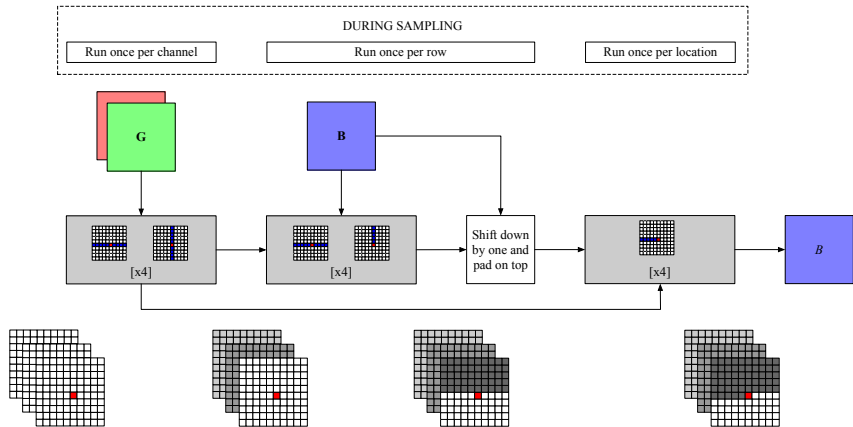 DURING SAMPLING
Run once per channel
Run once per row
Run once per location
G
B
Shift down
by one and
pad on top
[x4]
[x4]
[x4]
B